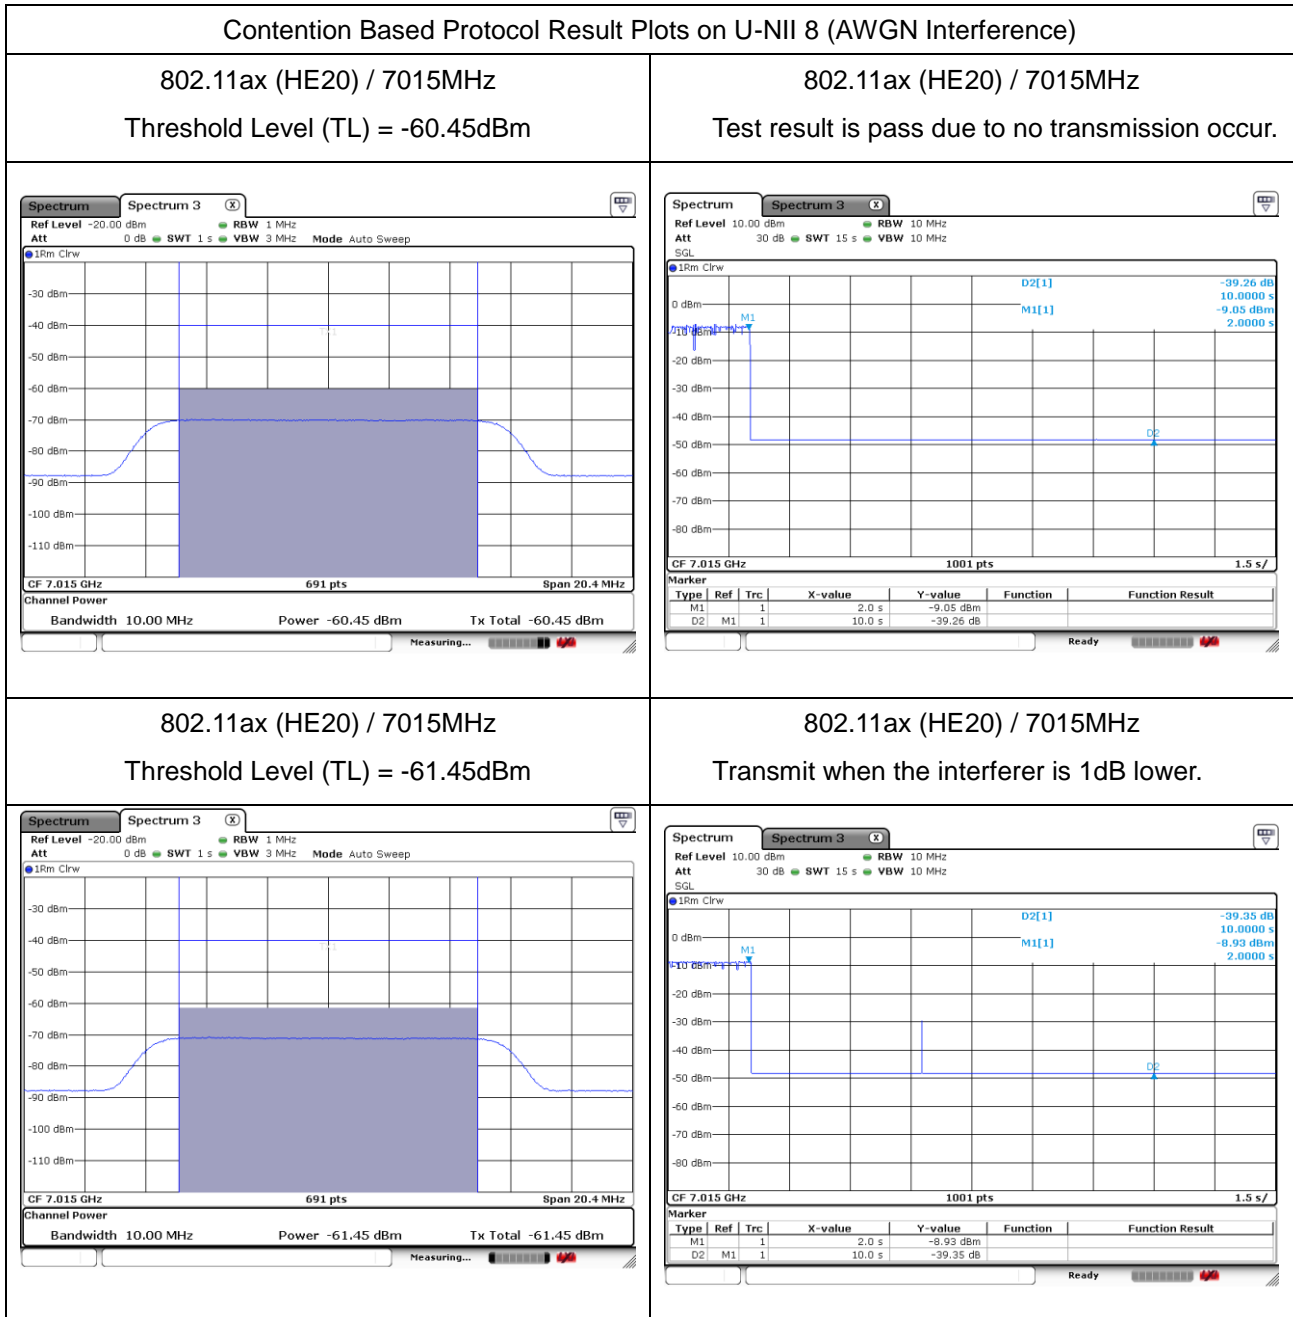 Contention Based Protocol Result Plots on U-NII 8 (AWGN Interference)
802.11ax (HE20) / 7015MHz
Threshold Level (TL) = -60.45dBm
802.11ax (HE20) / 7015MHz
Test result is pass due to no transmission occur.
Spectrum Spectrum 3 X
Ref Level -20.00 dBm RBW 1 MHz
Att 0 dB SWT 1 s VBW 3 MHz Mode Auto Sweep
1Rm Clrw
-30 dBm
-40 dBm
-50 dBm
-60 dBm
-70 dBm
-80 dBm
-90 dBm
-100 dBm
-110 dBm
CF 7.015 GHz 691 pts Span 20.4 MHz
Channel Power
Bandwidth 10.00 MHz Power -60.45 dBm Tx Total -60.45 dBm
Measuring...
Spectrum Spectrum 3 X
Ref Level 10.00 dBm RBW 10 MHz
Att 30 dB SWT 15 s VBW 10 MHz
SGL
1Rm Clrw
D2[1] -39.26 dB
10.0000 s
M1[1] -9.05 dBm
2.0000 s
0 dBm
M1
-10 dBm
-20 dBm
-30 dBm
-40 dBm
D2
-50 dBm
-60 dBm
-70 dBm
-80 dBm
CF 7.015 GHz 1001 pts 1.5 s/
Marker
Type Ref Trc X-value Y-value Function Function Result
M1 1 2.0 s -9.05 dBm
D2 M1 1 10.0 s -39.26 dB
Ready
802.11ax (HE20) / 7015MHz
Threshold Level (TL) = -61.45dBm
802.11ax (HE20) / 7015MHz
Transmit when the interferer is 1dB lower.
Spectrum Spectrum 3 X
Ref Level -20.00 dBm RBW 1 MHz
Att 0 dB SWT 1 s VBW 3 MHz Mode Auto Sweep
1Rm Clrw
-30 dBm
-40 dBm
-50 dBm
-60 dBm
-70 dBm
-80 dBm
-90 dBm
-100 dBm
-110 dBm
CF 7.015 GHz 691 pts Span 20.4 MHz
Channel Power
Bandwidth 10.00 MHz Power -61.45 dBm Tx Total -61.45 dBm
Measuring...
Spectrum Spectrum 3 X
Ref Level 10.00 dBm RBW 10 MHz
Att 30 dB SWT 15 s VBW 10 MHz
SGL
1Rm Clrw
D2[1] -39.35 dB
10.0000 s
M1[1] -8.93 dBm
2.0000 s
0 dBm
M1
-10 dBm
-20 dBm
-30 dBm
-40 dBm
D2
-50 dBm
-60 dBm
-70 dBm
-80 dBm
CF 7.015 GHz 1001 pts 1.5 s/
Marker
Type Ref Trc X-value Y-value Function Function Result
M1 1 2.0 s -8.93 dBm
D2 M1 1 10.0 s -39.35 dB
Ready